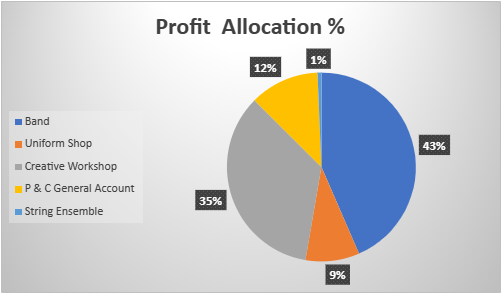 Profit  Allocation %
1%
12%
Band
Uniform Shop
43%
Creative Workshop
P & C General Account
35%
String Ensemble
9%